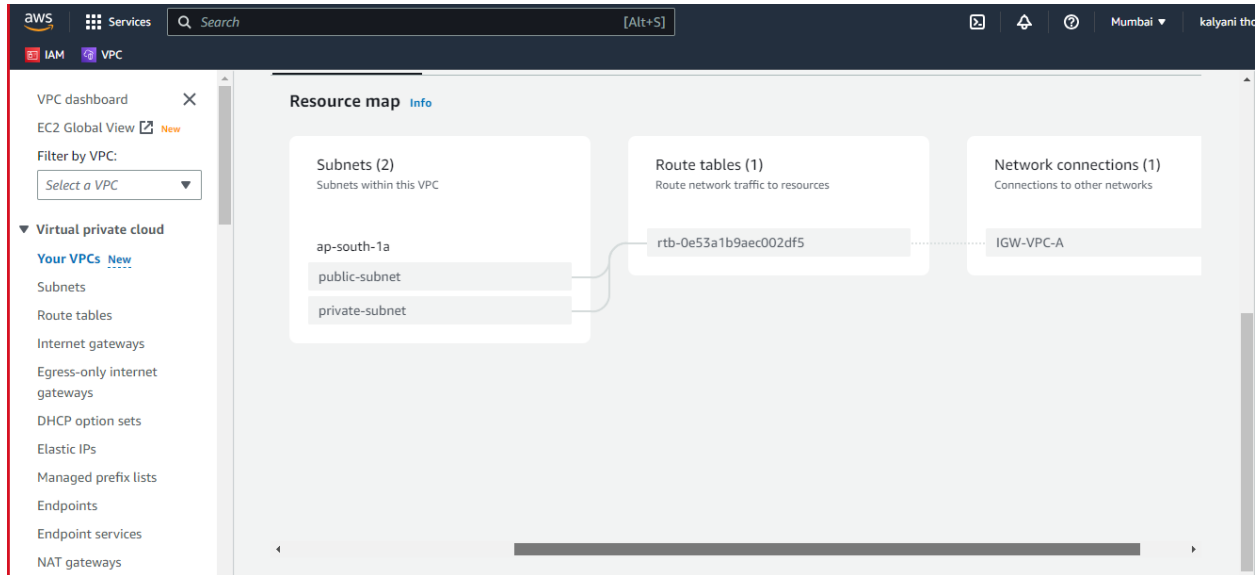 aws
Services
Search
[Alt+S]
Mumbai
kalyani tho
IAM
VPC
VPC dashboard
EC2 Global View New
Filter by VPC:
Select a VPC
Virtual private cloud
Your VPCs New
Subnets
Route tables
Internet gateways
Egress-only internet
gateways
DHCP option sets
Elastic IPs
Managed prefix lists
Endpoints
Endpoint services
NAT gateways
Resource map Info
Subnets (2)
Subnets within this VPC
ap-south-1a
public-subnet
private-subnet
Route tables (1)
Route network traffic to resources
rtb-0e53a1b9aec002df5
Network connections (1)
Connections to other networks
IGW-VPC-A